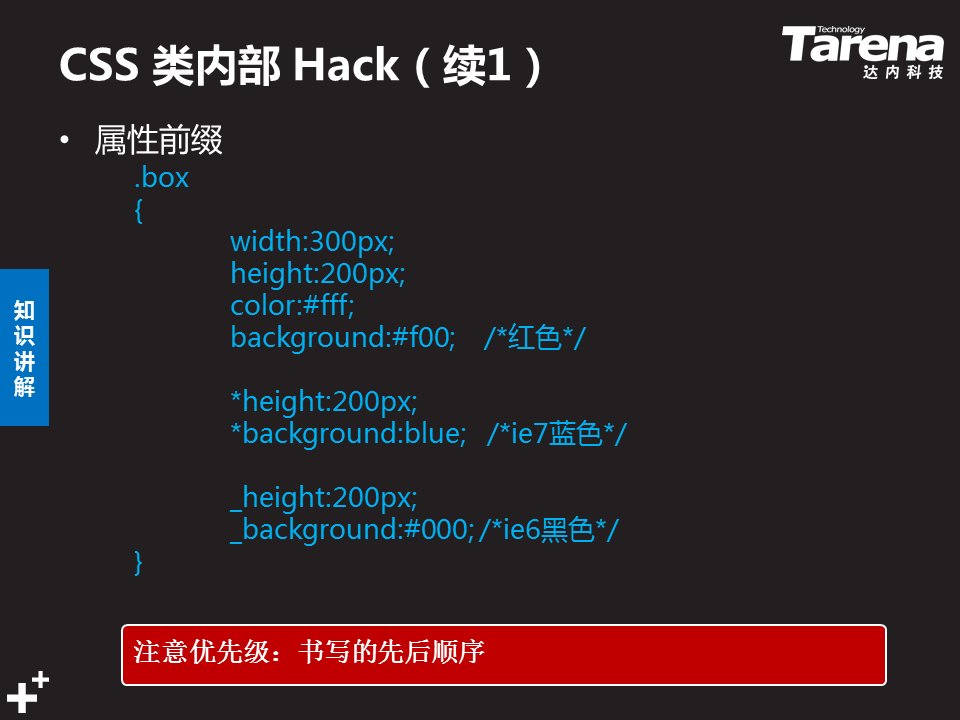 CSS 类内部 Hack（续1）
Technology
Tarena
达内科技
• 属性前缀
.box
{
width:300px;
height:200px;
color:#fff;
background:#f00; /*红色*/
*height:200px;
*background:blue; /*ie7蓝色*/
_height:200px;
_background:#000; /*ie6黑色*/
}
知识讲解
注意优先级：书写的先后顺序